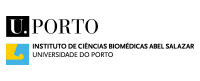 U. PORTO
INSTITUTO DE CIÊNCIAS BIOMÉDICAS ABEL SALAZAR
UNIVERSIDADE DO PORTO